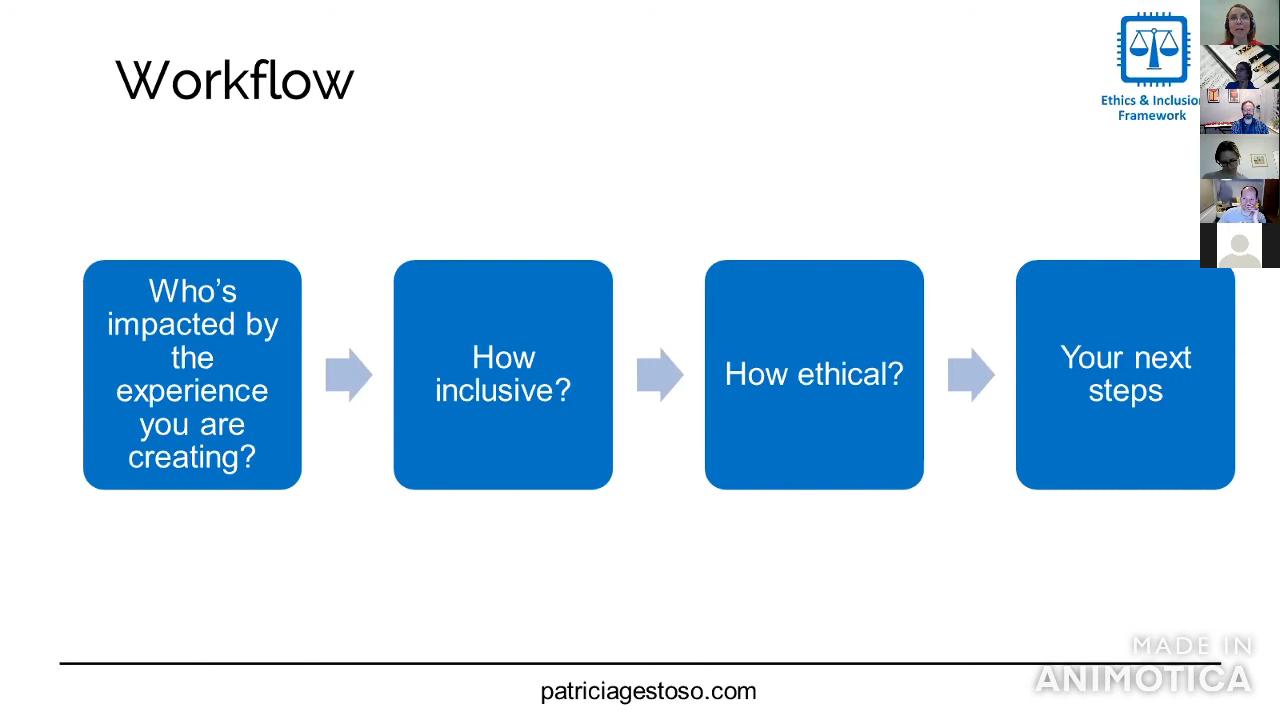 Workflow
Ethics & Inclusion
Framework
Who's
impacted by
the
experience
you are
creating?
How
inclusive?
How ethical?
Your next
steps
patriciagestoso.com
MADE IN
ANIMOTICA